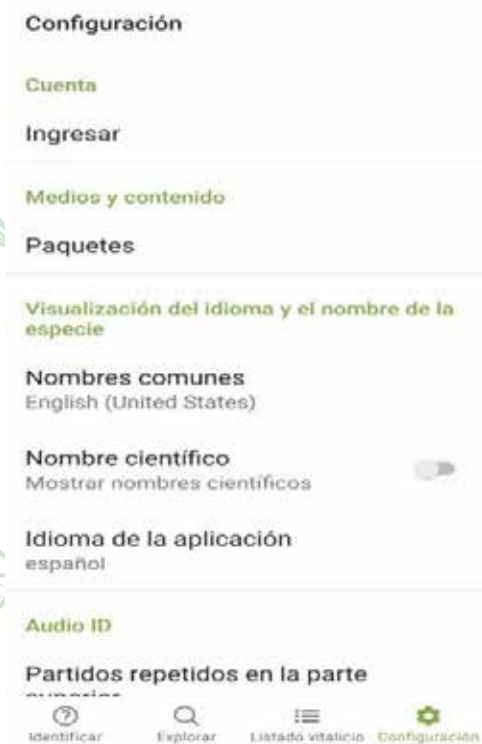 Configuración
Cuenta
Ingresar
Medios y contenido
Paquetes
Visualización del idioma y el nombre de la
especie
Nombres comunes
English (United States)
Nombre científico
Mostrar nombres científicos
Idioma de la aplicación
español
Audio ID
Partidos repetidos en la parte
Identificar Explorar Listado vitalicio Configuración